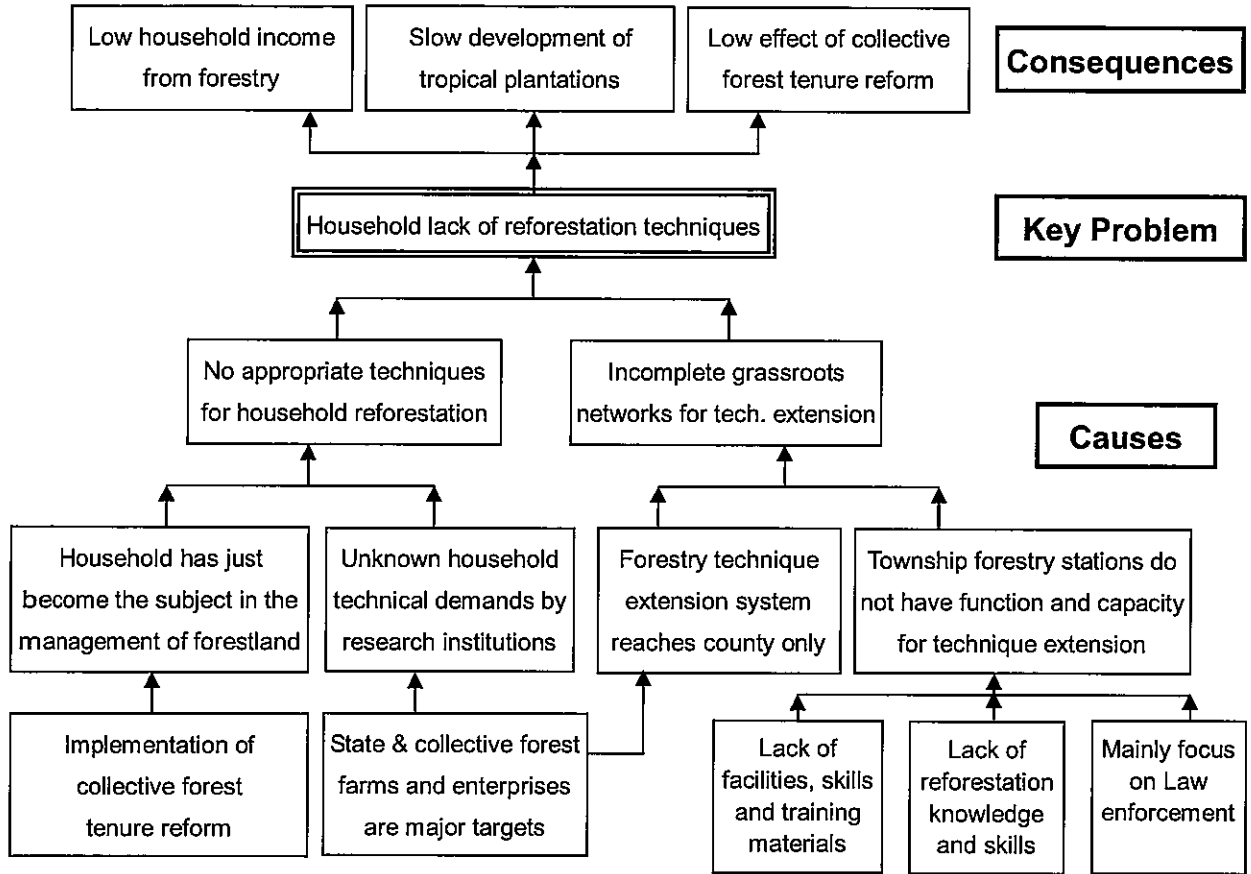 Low household income
from forestry
Slow development of
tropical plantations
Low effect of collective
forest tenure reform
Consequences
Household lack of reforestation techniques
Key Problem
No appropriate techniques
for household reforestation
Incomplete grassroots
networks for tech. extension
Causes
Household has just
become the subject in the
management of forestland
Unknown household
technical demands by
research institutions
Forestry technique
extension system
reaches county only
Township forestry stations do
not have function and capacity
for technique extension
Implementation of
collective forest
tenure reform
State & collective forest
farms and enterprises
are major targets
Lack of
facilities, skills
and training
materials
Lack of
reforestation
knowledge
and skills
Mainly focus
on Law
enforcement